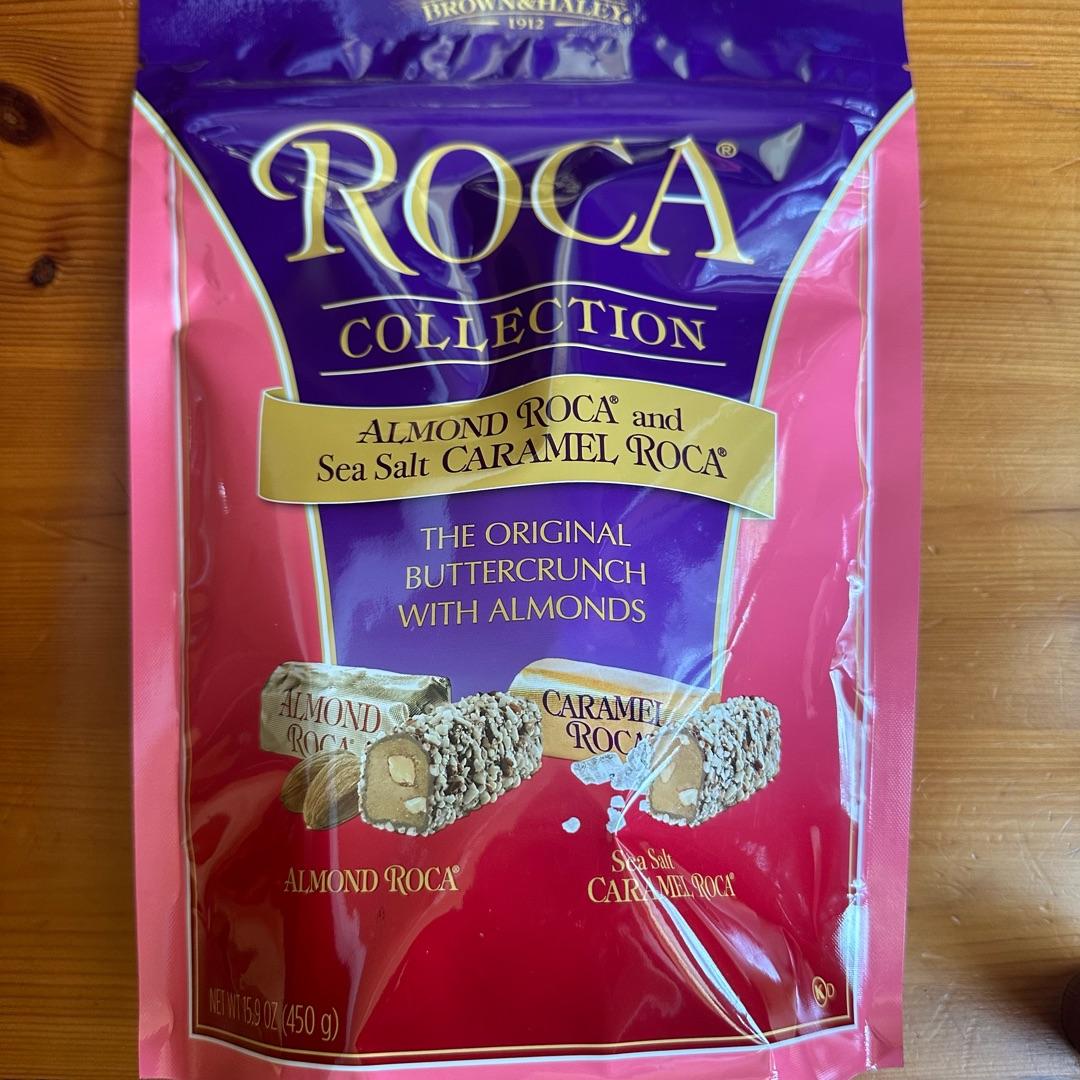 BROWN & HALEY®
1912
ROCA®
COLLECTION
ALMOND ROCA® and
Sea Salt CARAMEL ROCA®
THE ORIGINAL
BUTTERCRUNCH
WITH ALMONDS
ALMOND
ROCA
CARAMEL
ROCA
ALMOND ROCA®
Sea Salt
CARAMEL ROCA®
NET WT 15.9 OZ (450 g)
K D